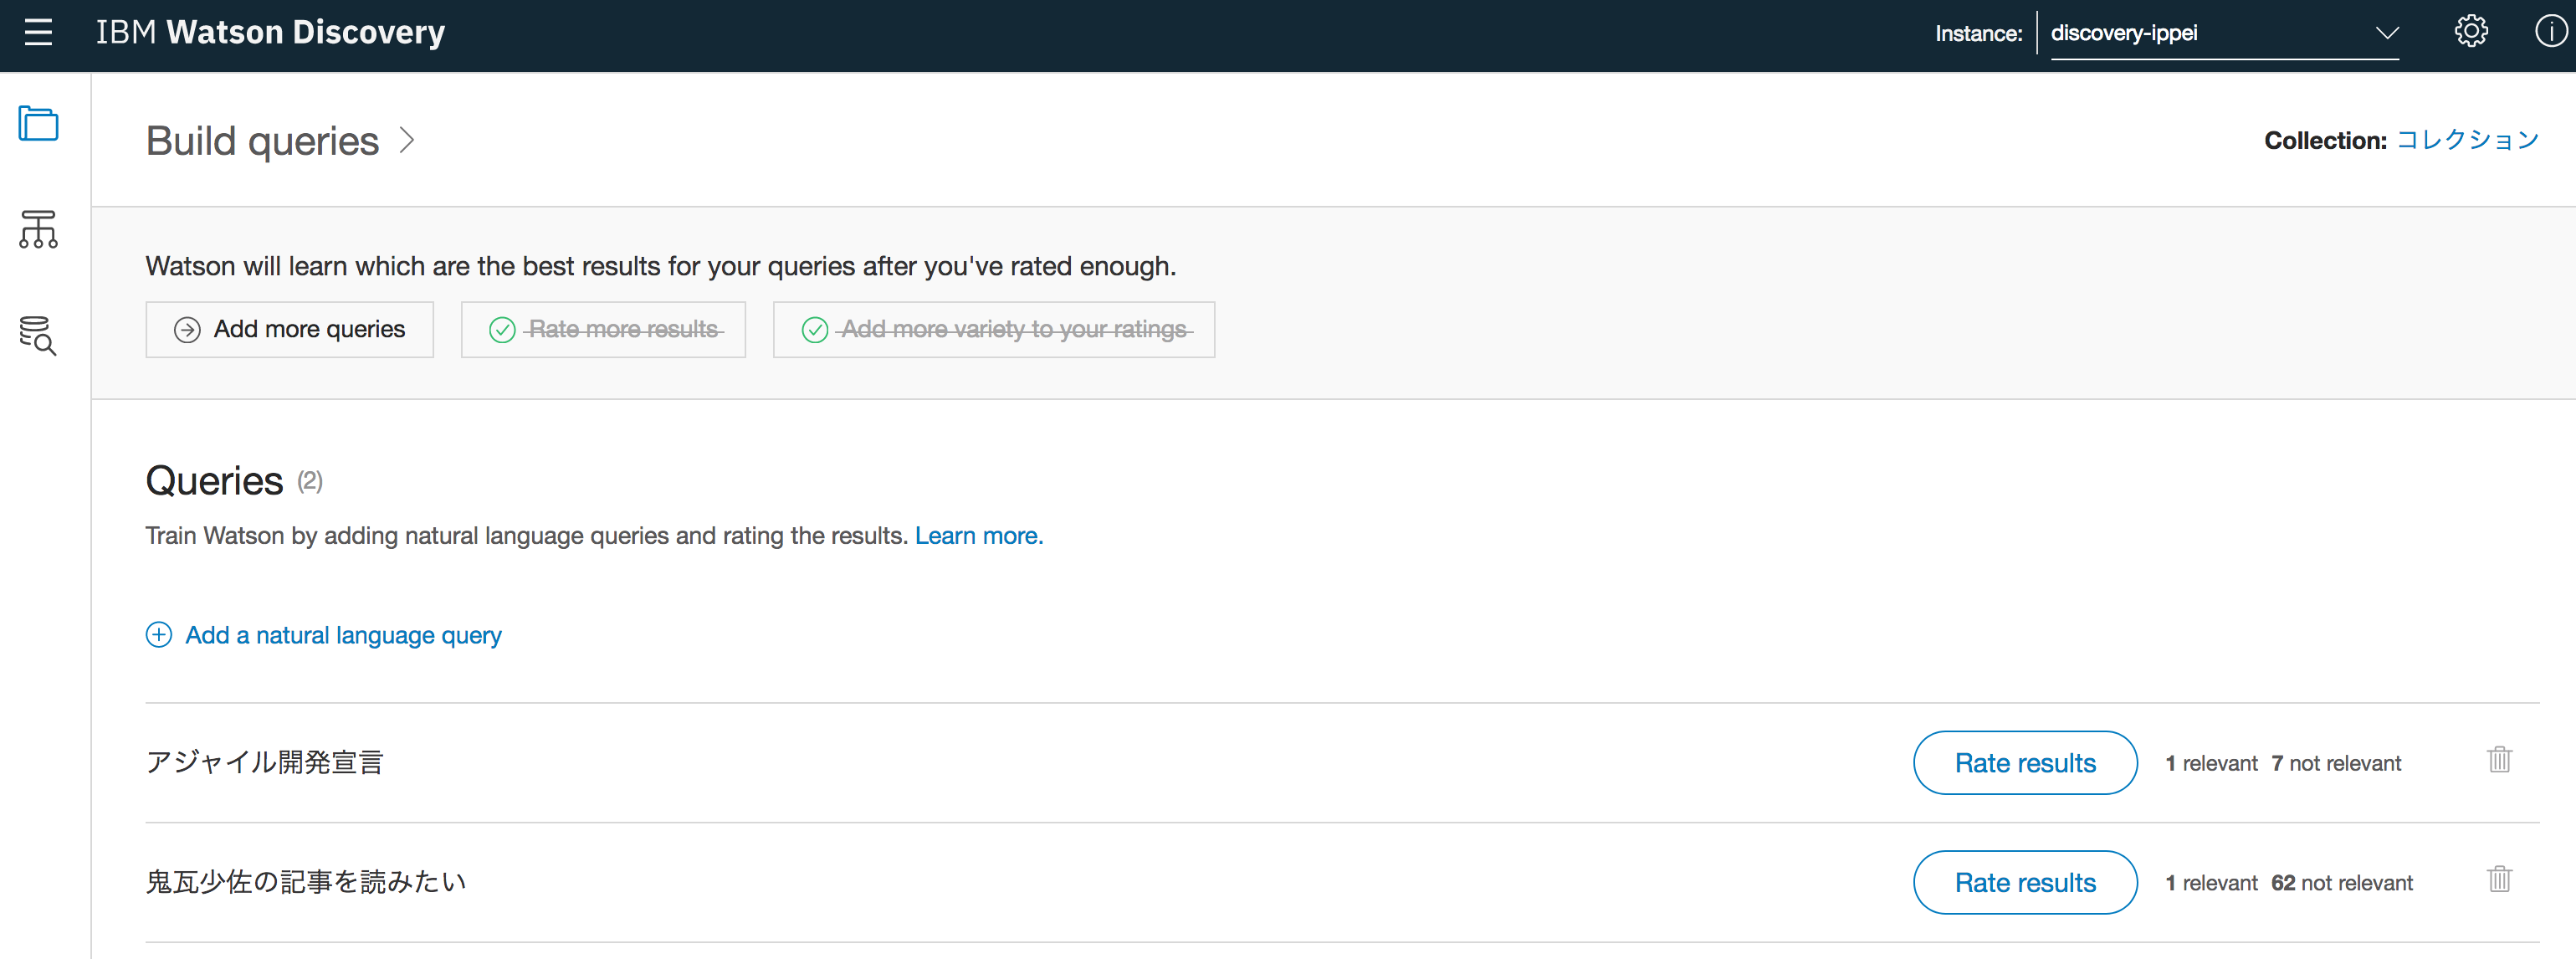 IBM Watson Discovery
Instance: discovery-ippei
Build queries
Collection: コレクション
Watson will learn which are the best results for your queries after you've rated enough.
Add more queries
Rate more results
Add more variety to your ratings
Queries (2)
Train Watson by adding natural language queries and rating the results. Learn more.
Add a natural language query
アジャイル開発宣言
Rate results
1 relevant 7 not relevant
鬼瓦少佐の記事を読みたい
Rate results
1 relevant 62 not relevant